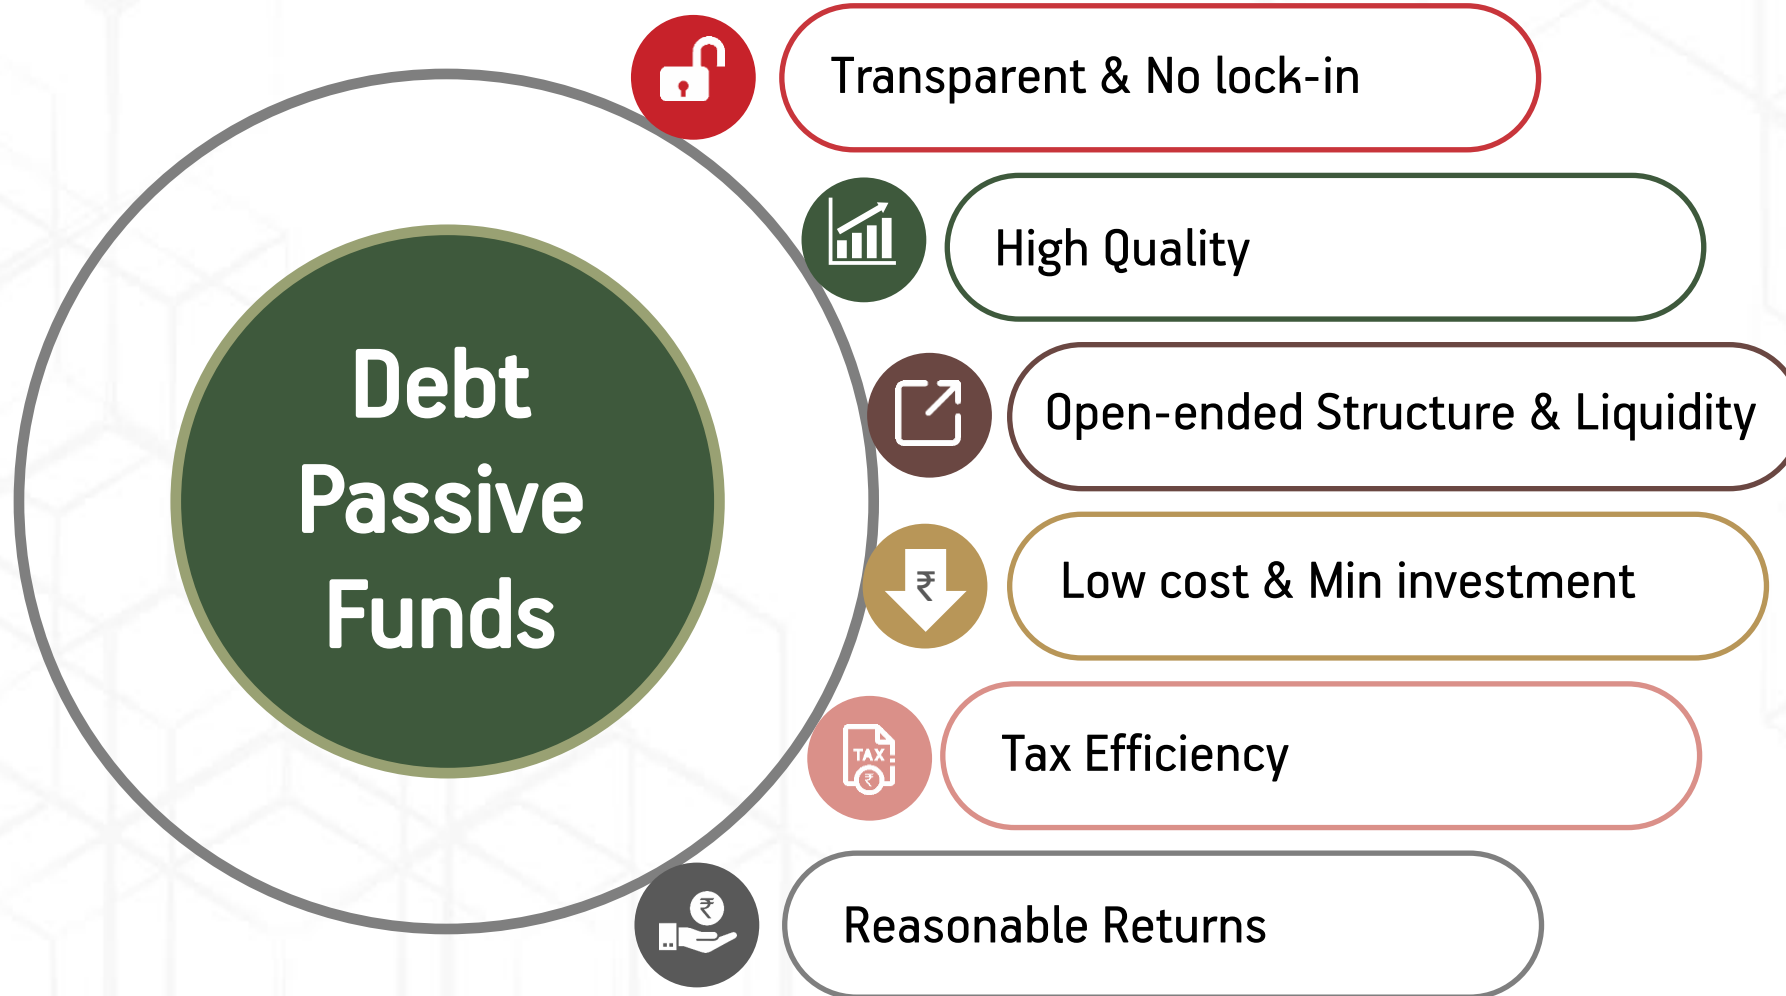 Debt
Passive
Funds
Transparent & No lock-in
High Quality
Open-ended Structure & Liquidity
₹
Low cost & Min investment
TAX
₹
Tax Efficiency
₹
Reasonable Returns